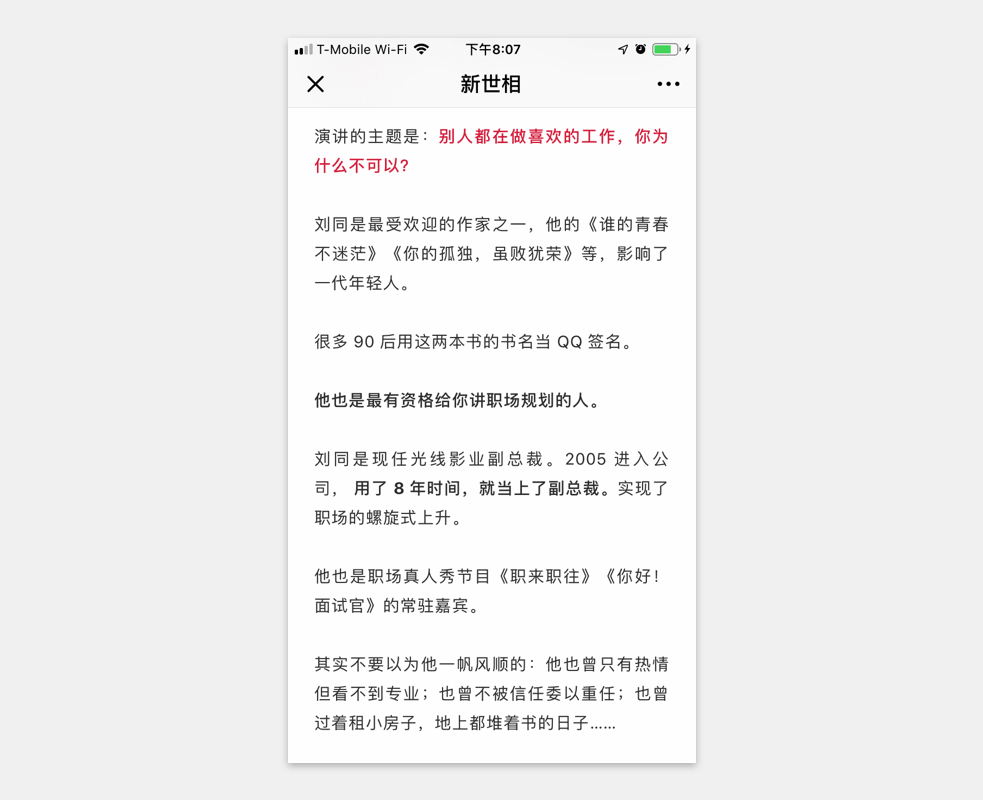 T-Mobile Wi-Fi 下午8:07
新世相
演讲的主题是：别人都在做喜欢的工作，你为
什么不可以?
刘同是最受欢迎的作家之一，他的《谁的青春
不迷茫》《你的孤独，虽败犹荣》等，影响了
一代年轻人。
很多 90 后用这两本书的书名当 QQ 签名。
他也是最有资格给你讲职场规划的人。
刘同是现任光线影业副总裁。2005 进入公
司， 用了 8 年时间，就当上了副总裁。实现了
职场的螺旋式上升。
他也是职场真人秀节目《职来职往》《你好！
面试官》的常驻嘉宾。
其实不要以为他一帆风顺的：他也曾只有热情
但看不到专业；也曾不被信任委以重任；也曾
过着租小房子，地上都堆着书的日子……